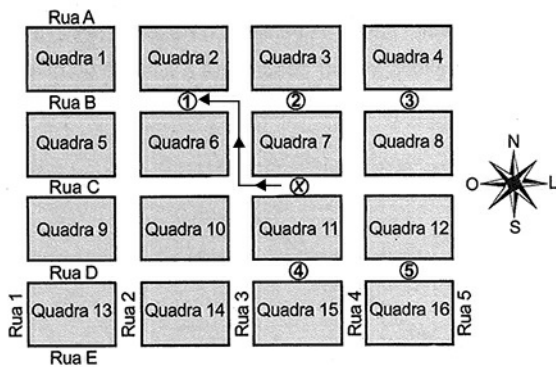 Rua A
Quadra 1 Quadra 2 Quadra 3 Quadra 4
Rua B 1 2 3
Quadra 5 Quadra 6 Quadra 7 Quadra 8
N
O L
S
Rua C X
Quadra 9 Quadra 10 Quadra 11 Quadra 12
Rua D 4 5
Rua 1 Quadra 13 Rua 2 Quadra 14 Rua 3 Quadra 15 Rua 4 Quadra 16 Rua 5
Rua E